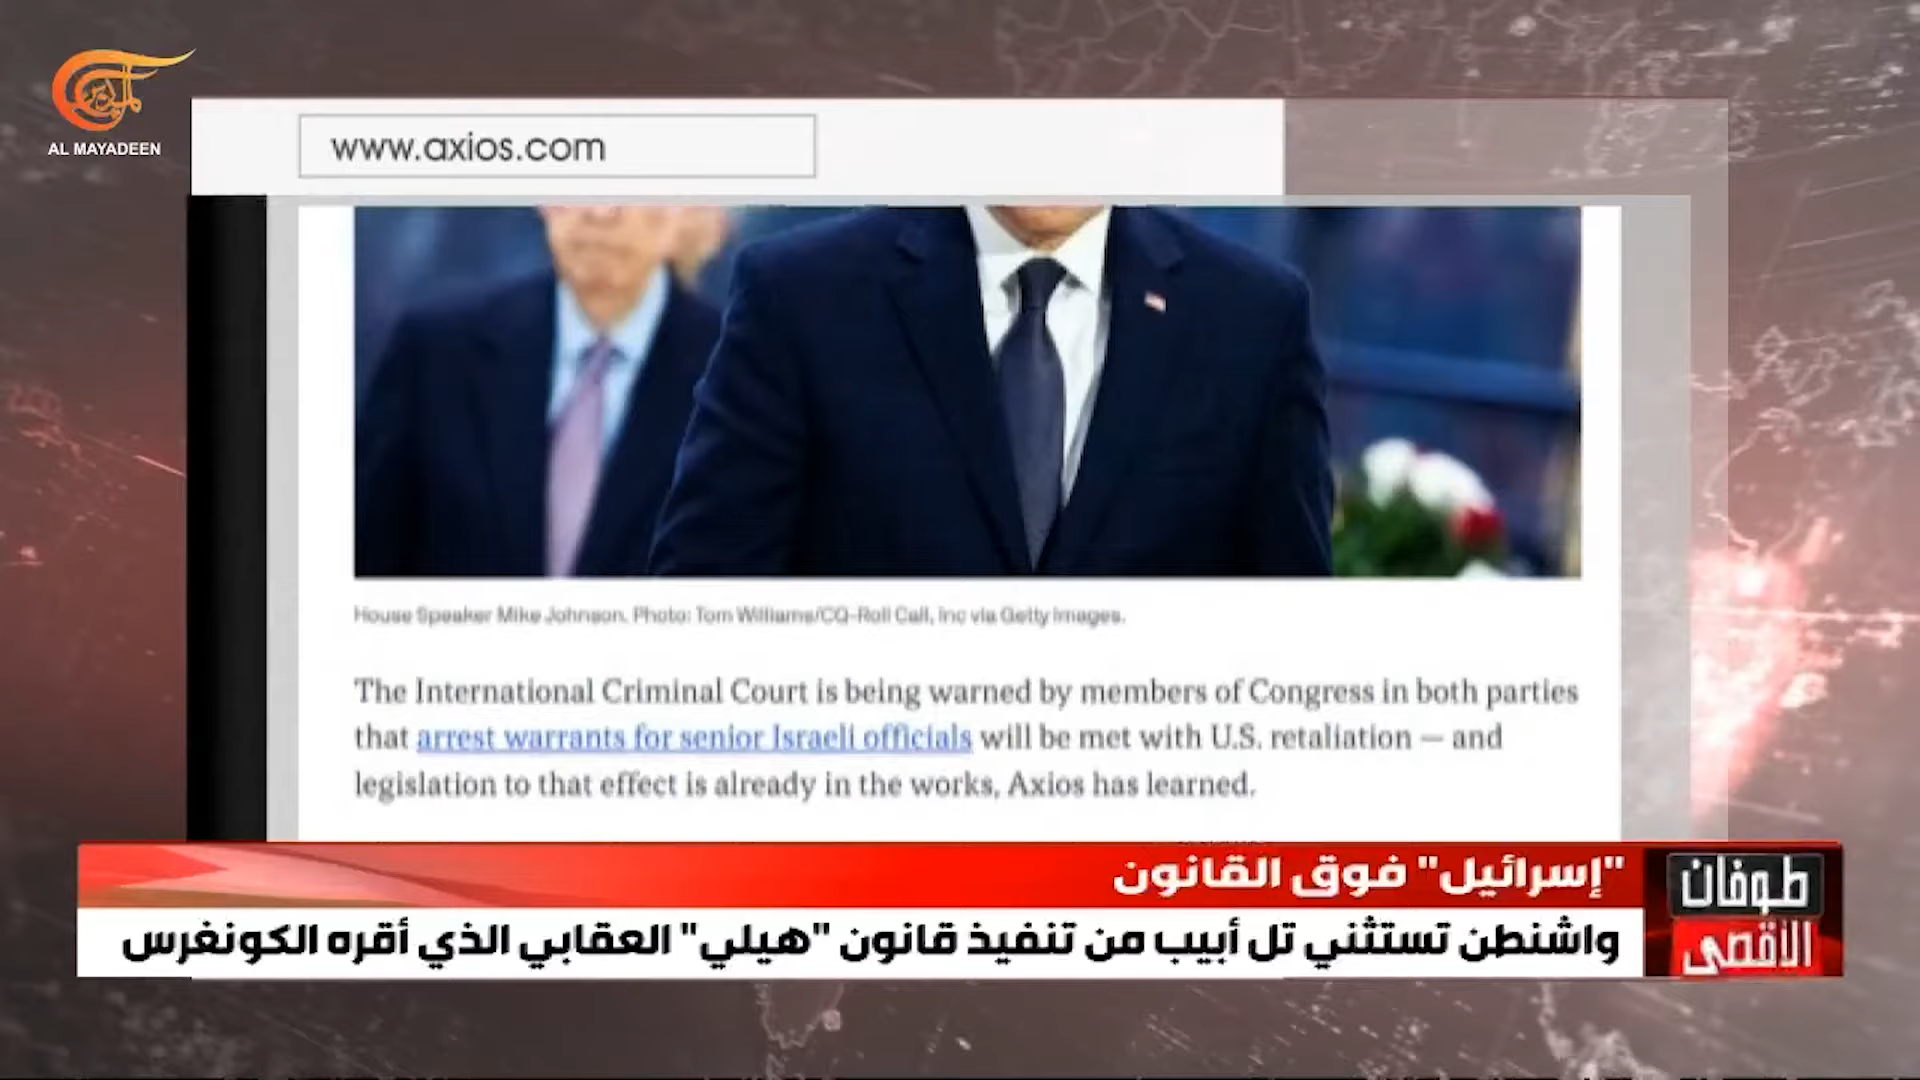 الميادين
AL MAYADEEN
www.axios.com
House Speaker Mike Johnson. Photo: Tom Williams/CQ-Roll Call, Inc via Getty Images.
The International Criminal Court is being warned by members of Congress in both parties
that arrest warrants for senior Israeli officials will be met with U.S. retaliation — and
legislation to that effect is already in the works, Axios has learned.
"إسرائيل" فوق القانون
واشنطن تستثني تل أبيب من تنفيذ قانون "هيلي" العقابي الذي أقره الكونغرس
طوفان
الأقصى